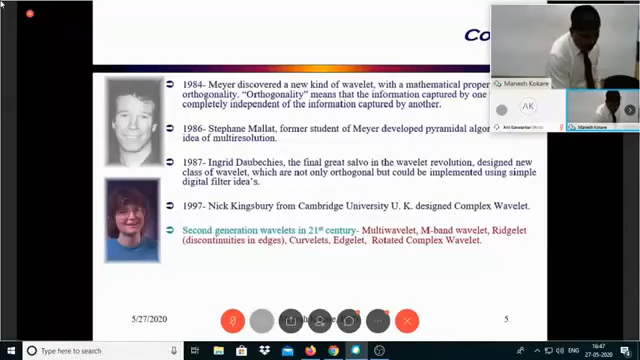 Co
1984- Meyer discovered a new kind of wavelet, with a mathematical
orthogonality. "Orthogonality" means that the information captured by one
completely independent of the information captured by another.
1986- Stephane Mallat, former student of Meyer developed pyramidal
idea of multiresolution.
1987- Ingrid Daubechies, the final great salvo in the wavelet revolution, designed new
class of wavelet, which are not only orthogonal but could be implemented using simple
digital filter idea's.
1997- Nick Kingsbury from Cambridge University U. K. designed Complex Wavelet.
Second generation wavelets in 21st century- Multiwavelet, M-band wavelet, Ridgelet
(discontinuities in edges), Curvelets, Edgelet, Rotated Complex Wavelet.
5/27/2020
5
Manesh Kokare
AK
Manesh Kokare
Type here to search
16:47
27-05-2020